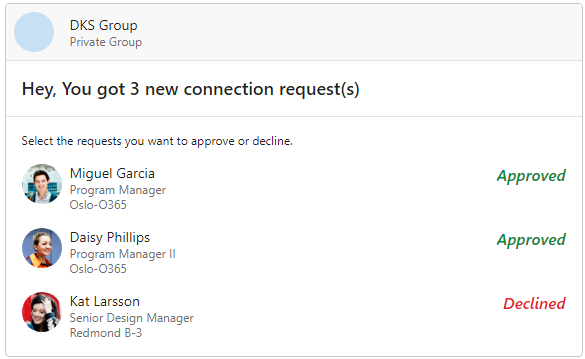 DKS Group
Private Group
Hey, You got 3 new connection request(s)
Select the requests you want to approve or decline.
Miguel Garcia
Approved
Program Manager
Oslo-O365
Daisy Phillips
Approved
Program Manager II
Oslo-O365
Kat Larsson
Declined
Senior Design Manager
Redmond B-3